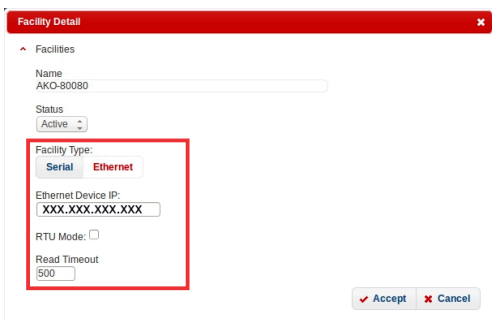 Facility Detail
Facilities
Name
AKO-80080
Status
Active
Facility Type:
Serial Ethernet
Ethernet Device IP:
XXX.XXX.XXX.XXX
RTU Mode:
Read Timeout
500
Accept Cancel